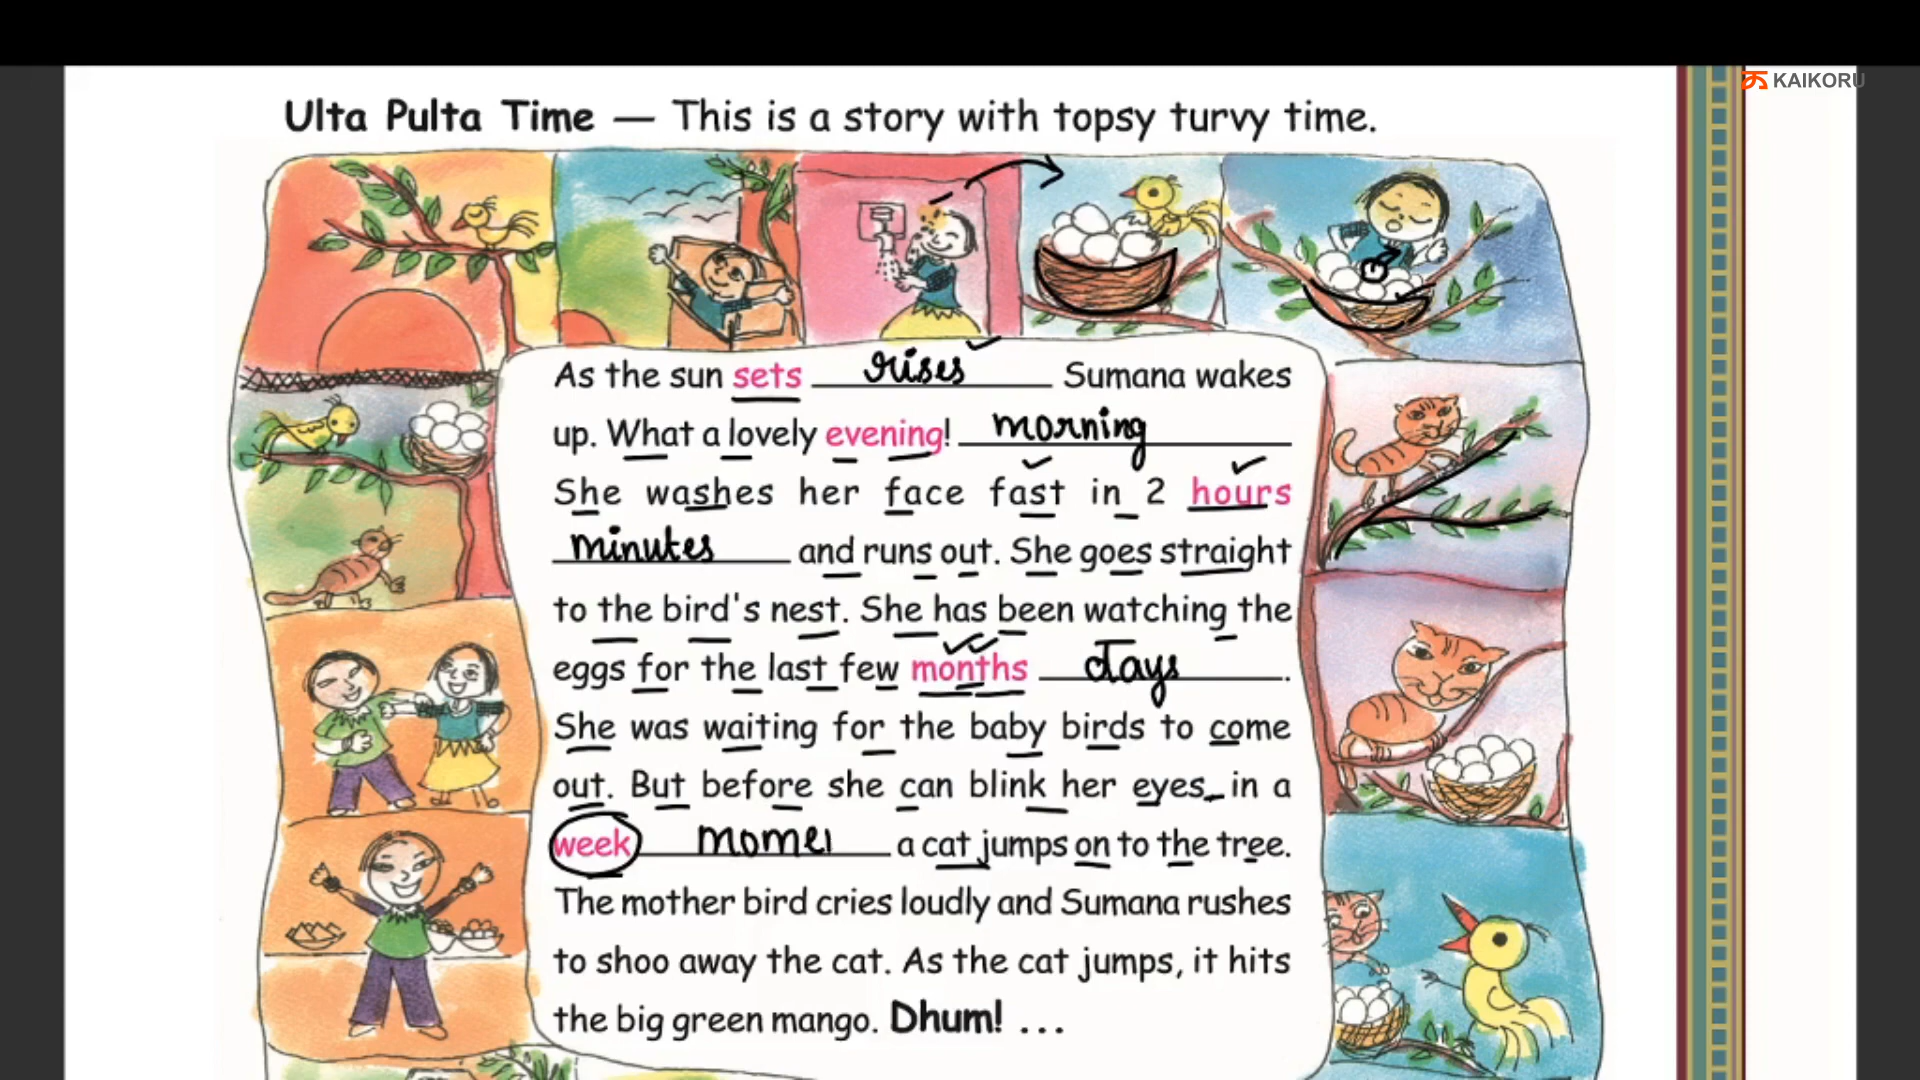 KAIKORU
Ulta Pulta Time — This is a story with topsy turvy time.
As the sun sets rises Sumana wakes
up. What a lovely evening! morning
She washes her face fast in 2 hours
minutes and runs out. She goes straight
to the bird's nest. She has been watching the
eggs for the last few months days.
She was waiting for the baby birds to come
out. But before she can blink her eyes in a
week momen a cat jumps on to the tree.
The mother bird cries loudly and Sumana rushes
to shoo away the cat. As the cat jumps, it hits
the big green mango. Dhum! ...